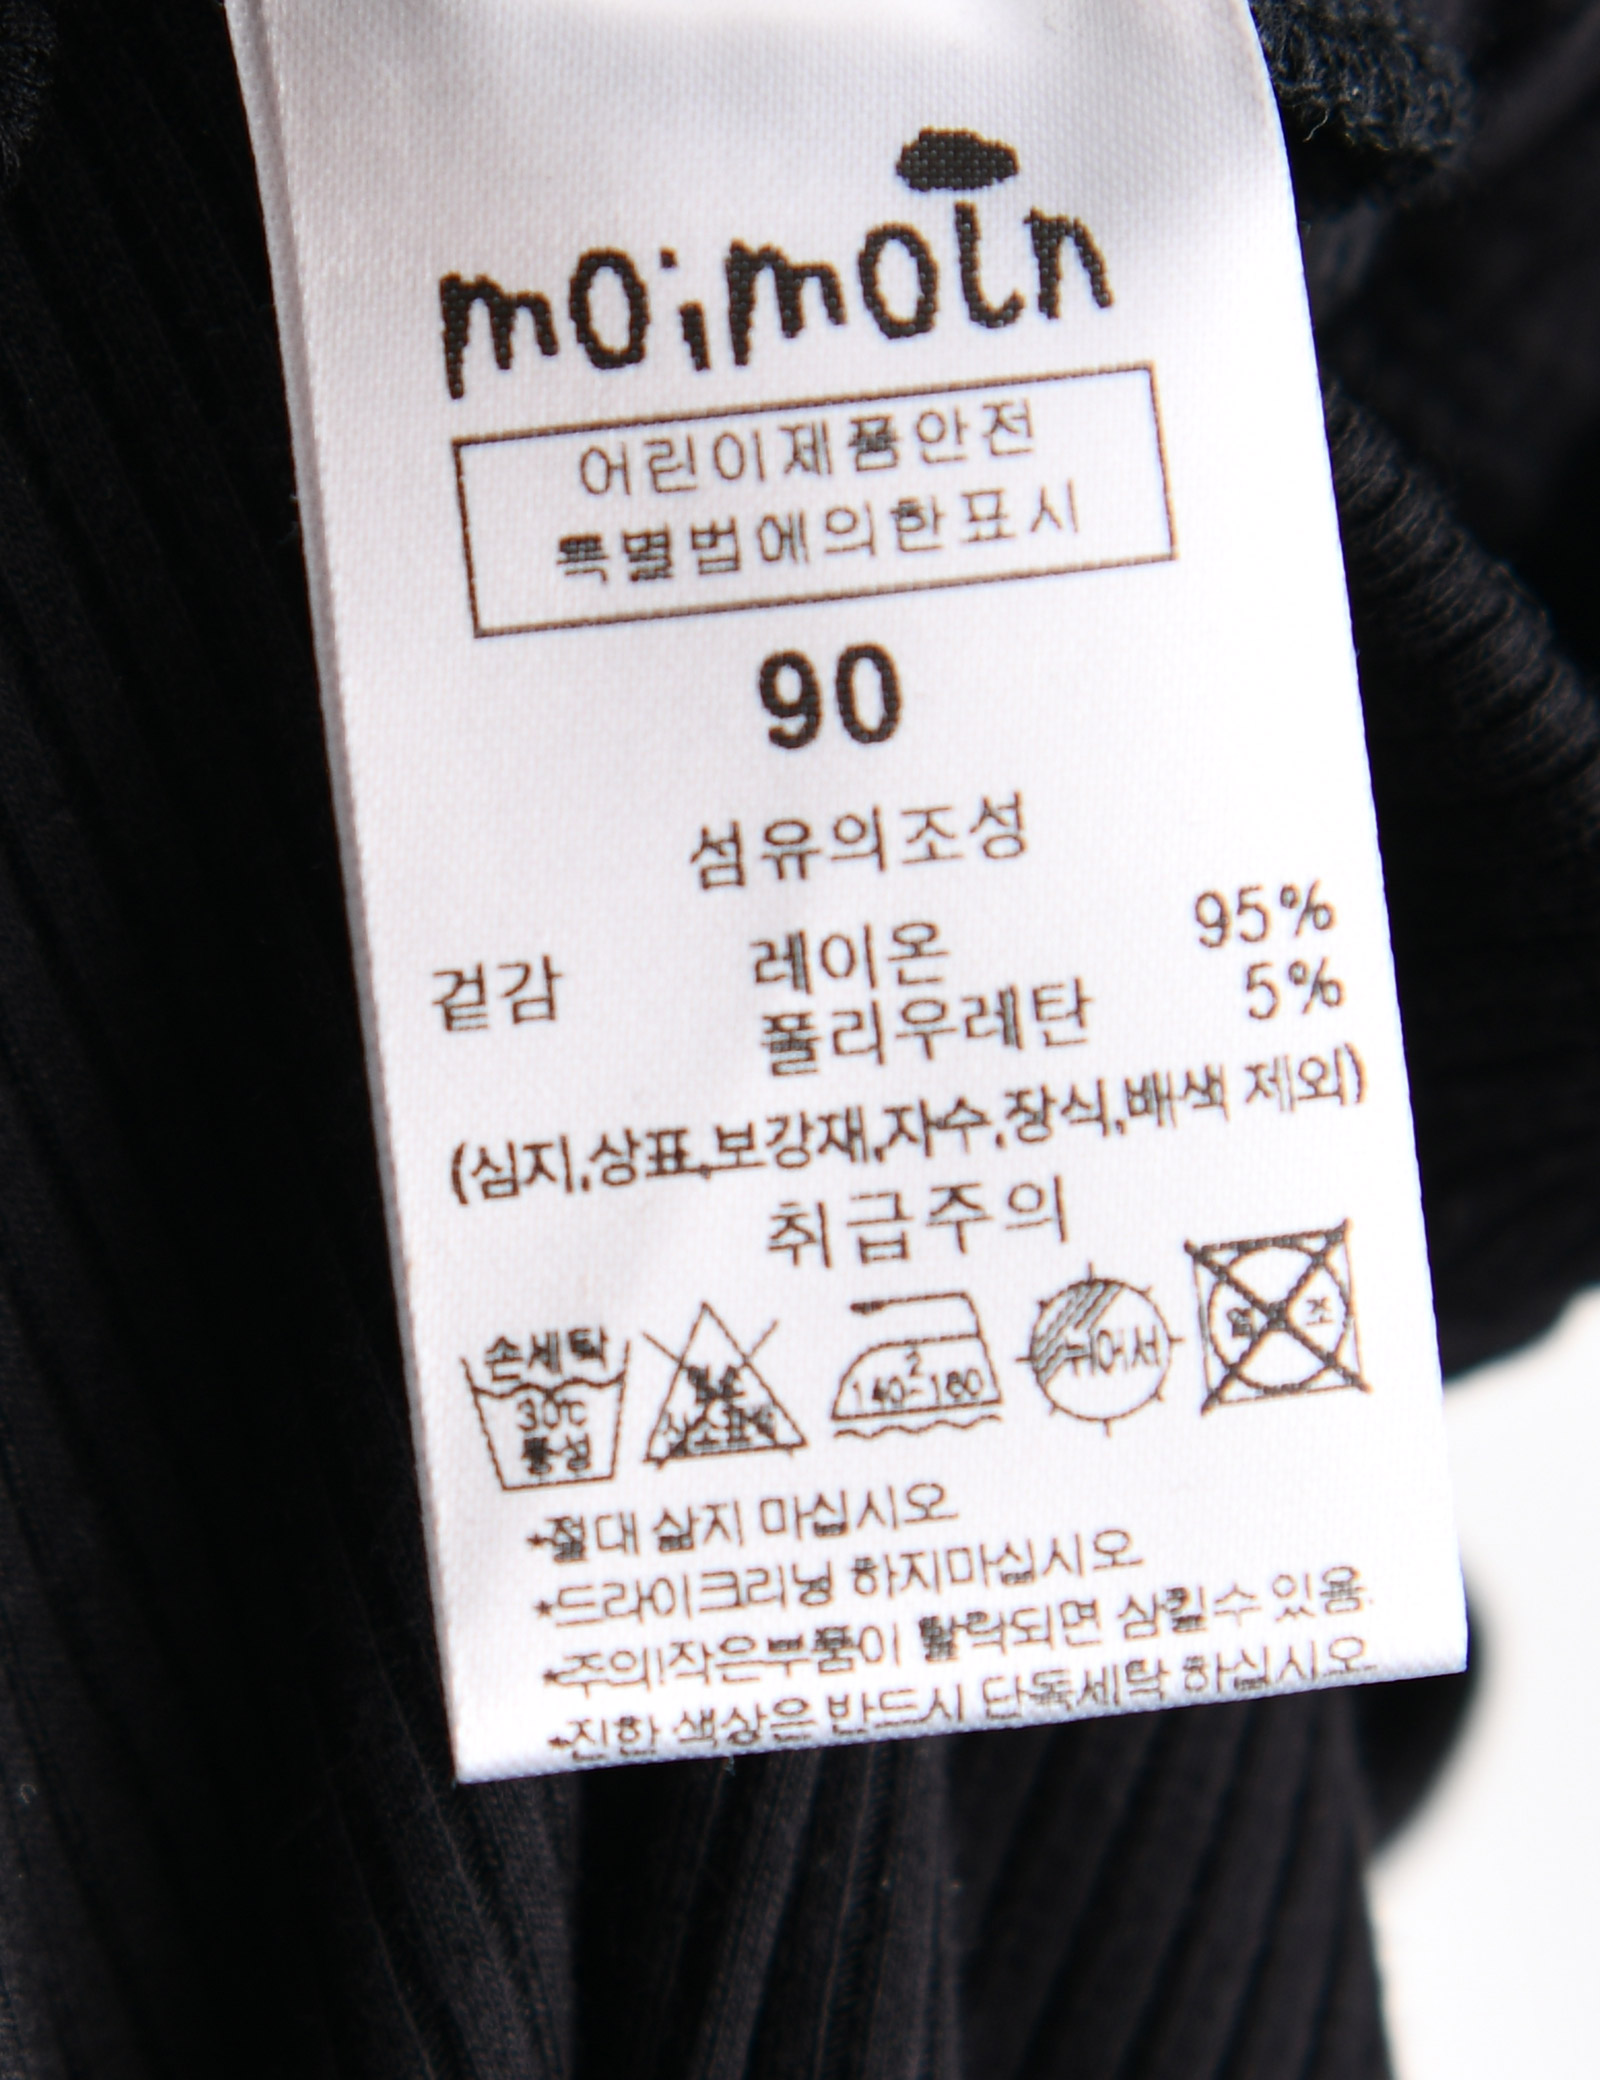 moimoln
어린이제품안전
특별법에의한표시
90
섬유의조성
겉감 레이온 95%
폴리우레탄 5%
(심지,상표,보강재,자수,장식,배색 제외)
취급주의
손세탁
30℃
중성
2
140~160
뉘어서
*절대 삶지 마십시오
*드라이크리닝 하지마십시오
*주의!작은부품이 탈락되면 삼킬수 있음.
*진한 색상은 반드시 단독세탁 하십시오